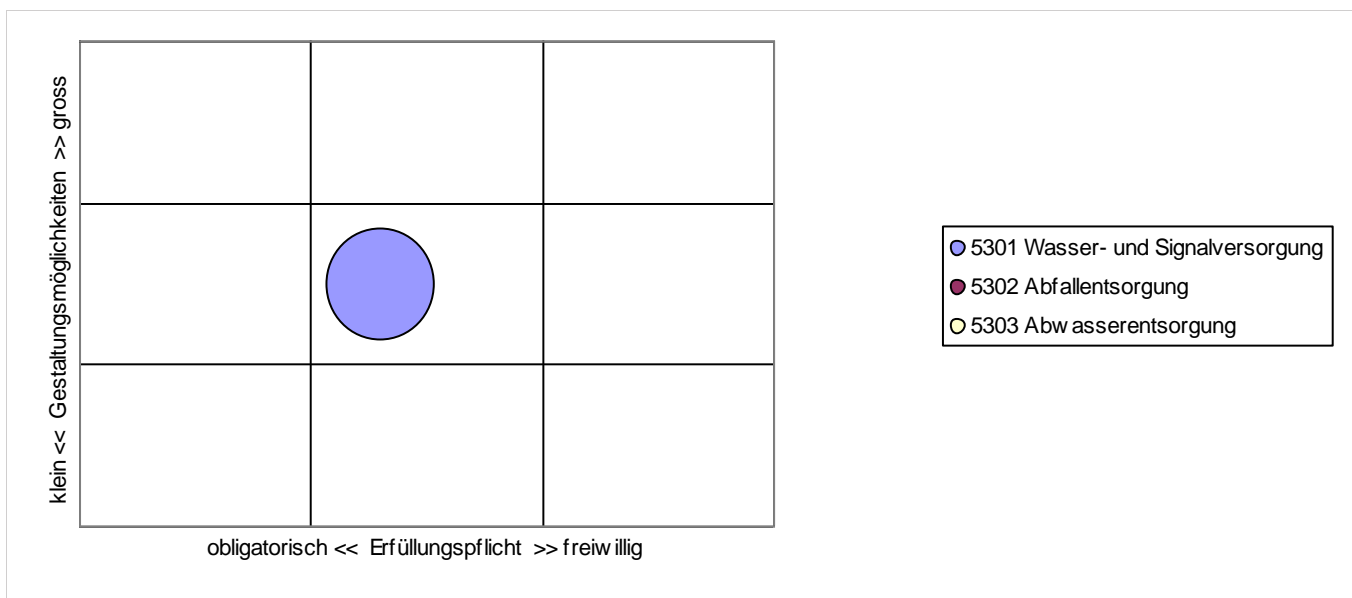 klein << Gestaltungsmöglichkeiten >> gross
5301 Wasser- und Signalversorgung
5302 Abfallentsorgung
5303 Abwasserentsorgung
obligatorisch << Erfüllungspflicht >> freiwillig